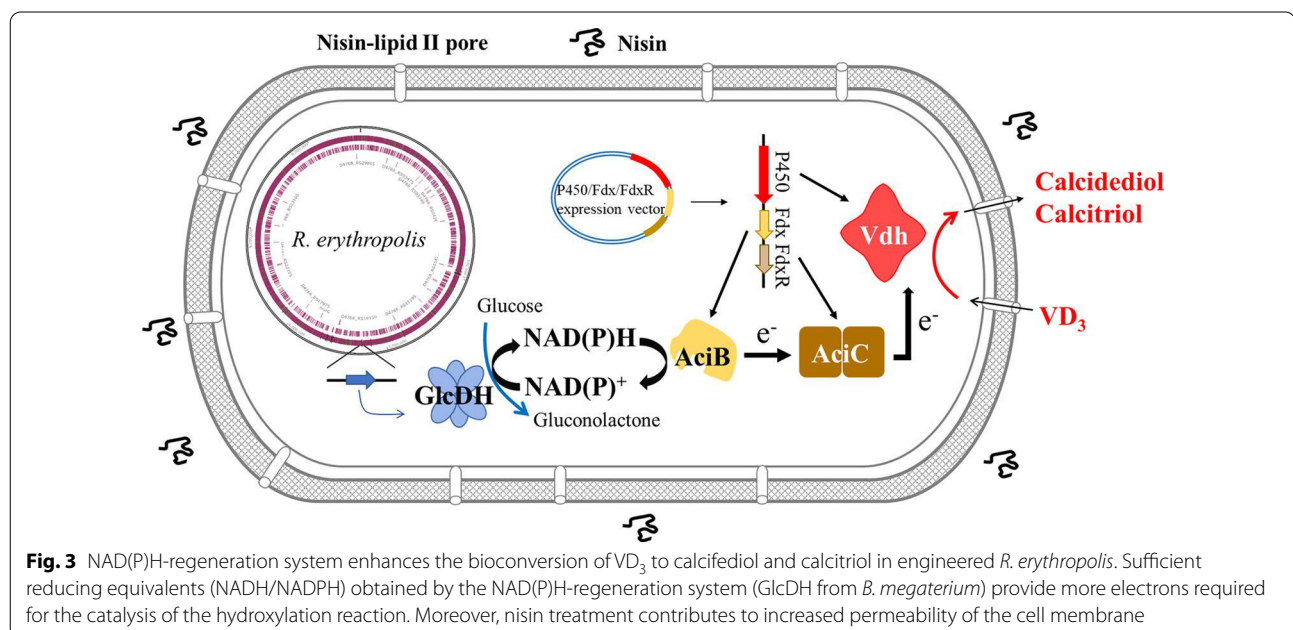 Nisin-lipid II pore
Nisin
R. erythropolis
P450/Fdx/FdxR
expression vector
P450
Fdx
FdxR
Vdh
Calcidediol
Calcitriol
VD₃
Glucose
NAD(P)H
NAD(P)⁺
Gluconolactone
GlcDH
AciB
e⁻
AciC
e⁻
Fig. 3 NAD(P)H-regeneration system enhances the bioconversion of VD₃ to calcifediol and calcitriol in engineered R. erythropolis. Sufficient
reducing equivalents (NADH/NADPH) obtained by the NAD(P)H-regeneration system (GlcDH from B. megaterium) provide more electrons required
for the catalysis of the hydroxylation reaction. Moreover, nisin treatment contributes to increased permeability of the cell membrane